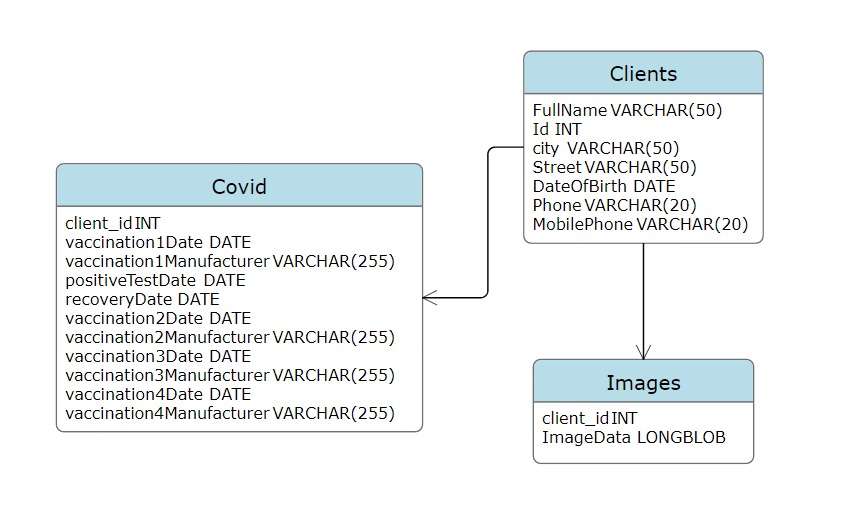 Clients
FullName VARCHAR(50)
Id INT
city VARCHAR(50)
Street VARCHAR(50)
DateOfBirth DATE
Phone VARCHAR(20)
MobilePhone VARCHAR(20)
Covid
client_id INT
vaccination1Date DATE
vaccination1Manufacturer VARCHAR(255)
positiveTestDate DATE
recoveryDate DATE
vaccination2Date DATE
vaccination2Manufacturer VARCHAR(255)
vaccination3Date DATE
vaccination3Manufacturer VARCHAR(255)
vaccination4Date DATE
vaccination4Manufacturer VARCHAR(255)
Images
client_id INT
ImageData LONGBLOB